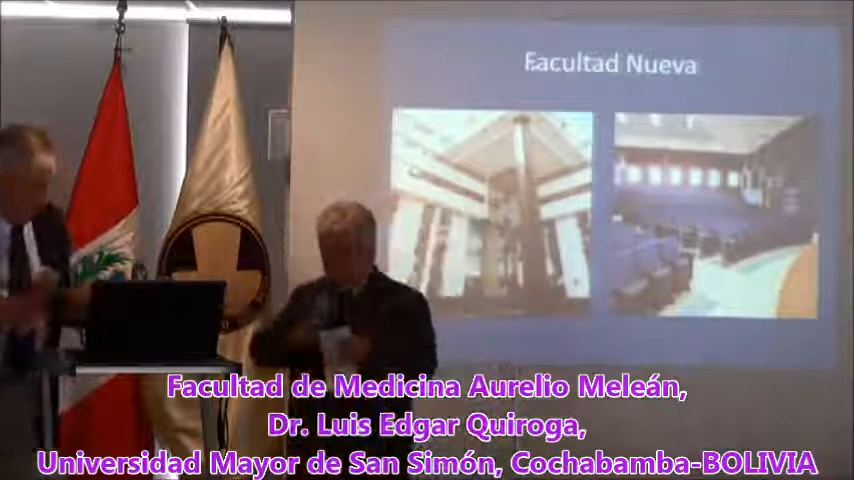 Facultad Nueva
Facultad de Medicina Aurelio Meleán,
Dr. Luis Edgar Quiroga,
Universidad Mayor de San Simón, Cochabamba-BOLIVIA